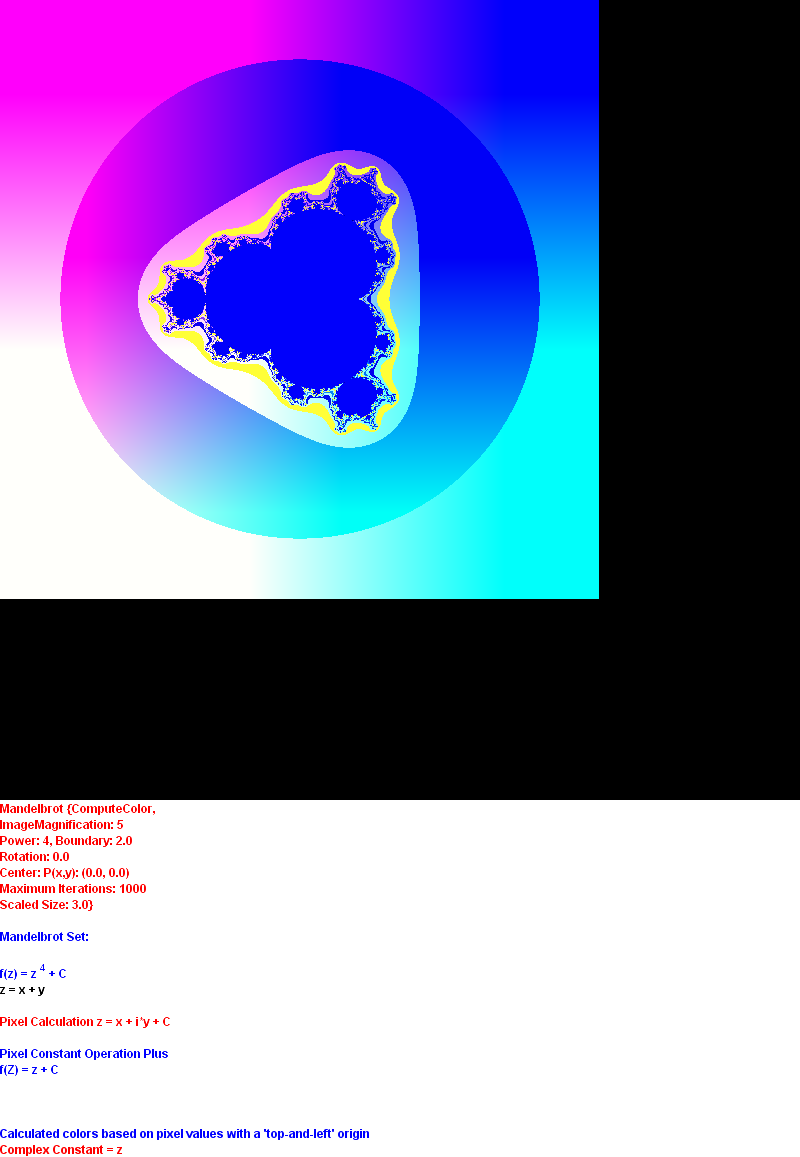 Mandelbrot {ComputeColor,
ImageMagnification: 5
Power: 4, Boundary: 2.0
Rotation: 0.0
Center: P(x,y): (0.0, 0.0)
Maximum Iterations: 1000
Scaled Size: 3.0}
Mandelbrot Set:
f(z) = z 4 + C
z = x + y
Pixel Calculation z = x + i*y + C
Pixel Constant Operation Plus
f(Z) = z + C
Calculated colors based on pixel values with a 'top-and-left' origin
Complex Constant = z